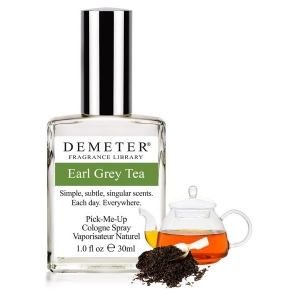 DEMETER®
FRAGRANCE LIBRARY
Earl Grey Tea
Simple, subtle, singular scents.
Each day. Everywhere.
Pick-Me-Up
Cologne Spray
Vaporisateur Naturel
1.0 fl oz ℮ 30ml